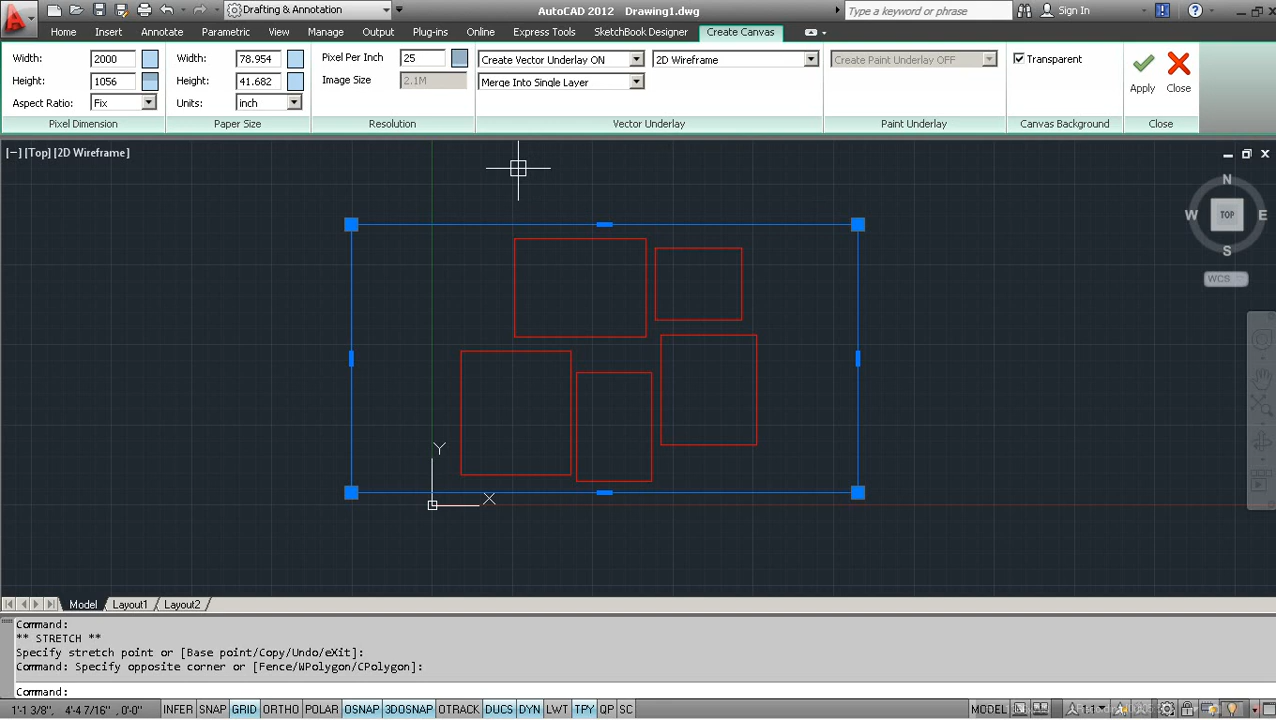 Drafting & Annotation
AutoCAD 2012 Drawing1.dwg
Type a keyword or phrase
Sign In
Home Insert Annotate Parametric View Manage Output Plug-ins Online Express Tools SketchBook Designer Create Canvas
Width: 2000 Width: 78.954 Pixel Per Inch 25 Create Vector Underlay ON 2D Wireframe Create Paint Underlay OFF Transparent
Height: 1056 Height: 41.682 Image Size 2.1M Merge Into Single Layer Apply Close
Aspect Ratio: Fix Units: inch
Pixel Dimension Paper Size Resolution Vector Underlay Paint Underlay Canvas Background Close
[−] [Top] [2D Wireframe]
N
W TOP E
S
WCS
Y
X
Model Layout1 Layout2
Command:
** STRETCH **
Specify stretch point or [Base point/Copy/Undo/eXit]:
Command: Specify opposite corner or [Fence/WPolygon/CPolygon]:
Command:
1'-1 3/8", 4'-4 7/16", 0'-0" INFER SNAP GRID ORTHO POLAR OSNAP 3DOSNAP OTRACK DUCS DYN LWT TPY QP SC MODEL